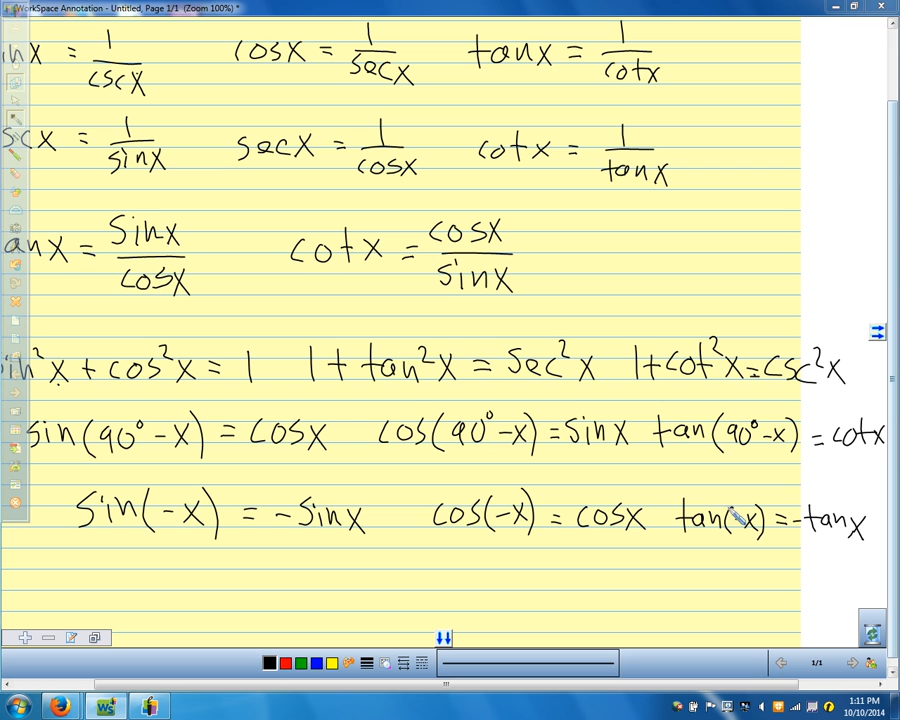 WorkSpace Annotation - Untitled, Page 1/1 (Zoom 100%) *
inx = 1/cscx cosx = 1/secx tanx = 1/cotx
scx = 1/sinx secx = 1/cosx cotx = 1/tanx
anx = sinx/cosx cotx = cosx/sinx
in²x + cos²x = 1 1 + tan²x = sec²x 1+cot²x=csc²x
sin(90°-x) = cosx cos(90°-x) = sinx tan(90°-x) = cotx
sin(-x) = -sinx cos(-x) = cosx tan(-x) = -tanx
1/1
1:11 PM
10/10/2014